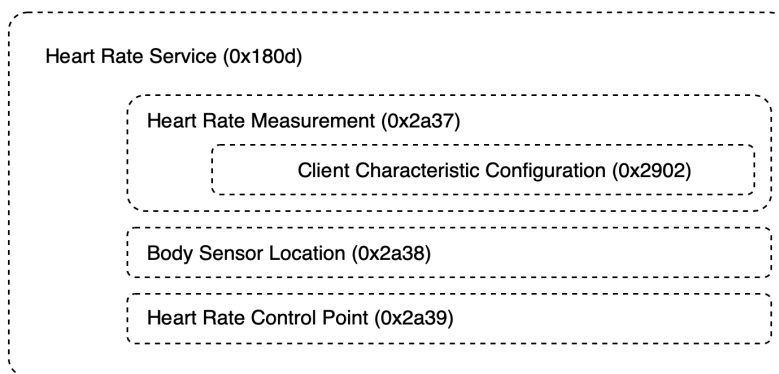 Heart Rate Service (0x180d)
Heart Rate Measurement (0x2a37)
Client Characteristic Configuration (0x2902)
Body Sensor Location (0x2a38)
Heart Rate Control Point (0x2a39)